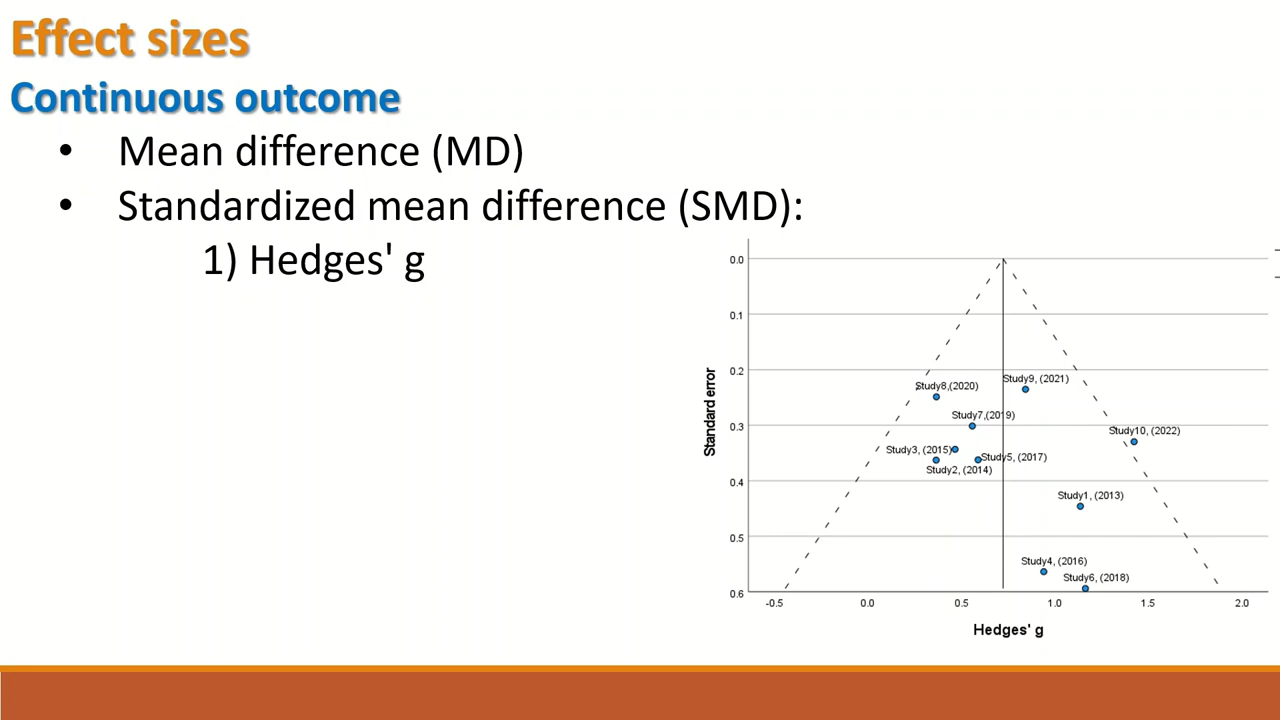 Effect sizes
Continuous outcome
• Mean difference (MD)
• Standardized mean difference (SMD):
1) Hedges' g
0.0
0.1
0.2
Study9, (2021)
Study8,(2020)
Study7,(2019)
0.3
Study10, (2022)
Study3, (2015)
Study5, (2017)
Study2, (2014)
0.4
Study1, (2013)
0.5
Study4, (2016)
Study6, (2018)
0.6
Standard error
-0.5 0.0 0.5 1.0 1.5 2.0
Hedges' g